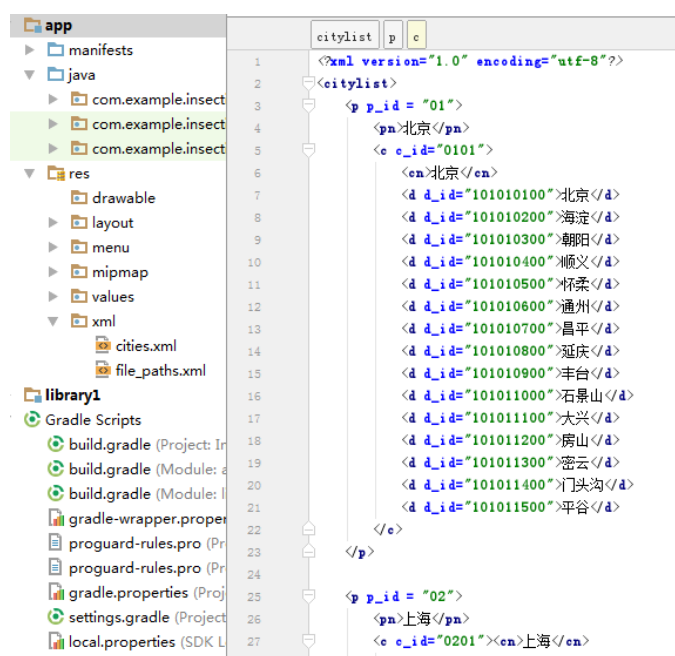 app
manifests
java
com.example.insect
com.example.insect
com.example.insect
res
drawable
layout
menu
mipmap
values
xml
cities.xml
file_paths.xml
library1
Gradle Scripts
build.gradle (Project: Ir
build.gradle (Module: a
build.gradle (Module: l
gradle-wrapper.proper
proguard-rules.pro (Pr
proguard-rules.pro (Pr
gradle.properties (Proj
settings.gradle (Project
local.properties (SDK L
citylist p c
1 <?xml version="1.0" encoding="utf-8"?>
2 <citylist>
3 <p p_id = "01">
4 <pn>北京</pn>
5 <c c_id="0101">
6 <cn>北京</cn>
7 <d d_id="101010100">北京</d>
8 <d d_id="101010200">海淀</d>
9 <d d_id="101010300">朝阳</d>
10 <d d_id="101010400">顺义</d>
11 <d d_id="101010500">怀柔</d>
12 <d d_id="101010600">通州</d>
13 <d d_id="101010700">昌平</d>
14 <d d_id="101010800">延庆</d>
15 <d d_id="101010900">丰台</d>
16 <d d_id="101011000">石景山</d>
17 <d d_id="101011100">大兴</d>
18 <d d_id="101011200">房山</d>
19 <d d_id="101011300">密云</d>
20 <d d_id="101011400">门头沟</d>
21 <d d_id="101011500">平谷</d>
22 </c>
23 </p>
24
25 <p p_id = "02">
26 <pn>上海</pn>
27 <c c_id="0201"><cn>上海</cn>